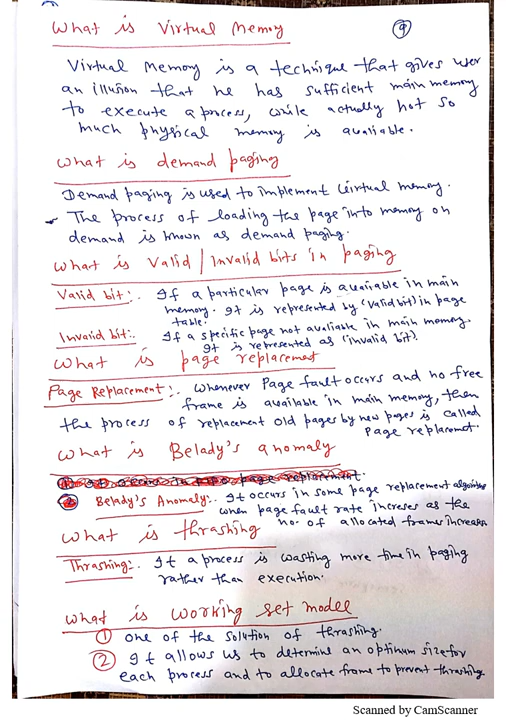 What is Virtual Memory
9
Virtual Memory is a technique that gives user
an illusion that he has sufficient main memory
to execute a process, while actually not so
much physical memory is available.
What is demand paging
Demand paging is used to implement virtual memory.
The process of loading the page into memory on
demand is known as demand paging.
What is Valid / Invalid bits in paging
Valid bit:- If a particular page is available in main
memory. It is represented by (valid bit) in page
table.
Invalid bit:- If a specific page not available in main memory.
It is represented as (invalid bit).
What is page replacemet
Page Replacement:- Whenever Page fault occurs and no free
frame is available in main memory, then
the process of replacement old pages by new pages is called
Page replacemet.
What is Belady's anomaly
Belady's Anomaly:- It occurs in some page replacement
when page fault rate increses as the
no. of allocated frames increases
What is thrashing
Thrashing:- It a process is wasting more time in paging
rather than execution.
What is working set modle
1 one of the solution of thrashing.
2 It allows us to determine an optimum size for
each process and to allocate frame to prevent thrashing
Scanned by CamScanner